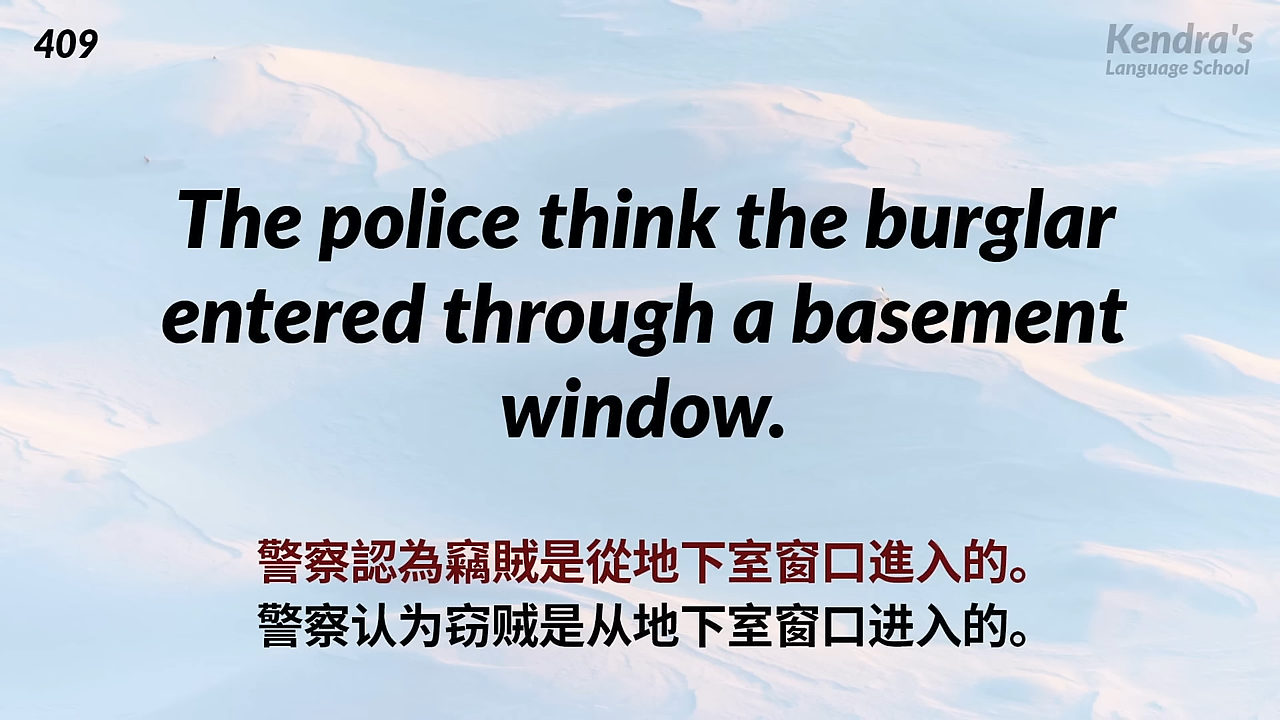 409
Kendra's
Language School
The police think the burglar
entered through a basement
window.
警察認為竊賊是從地下室窗口進入的。
警察认为窃贼是从地下室窗口进入的。